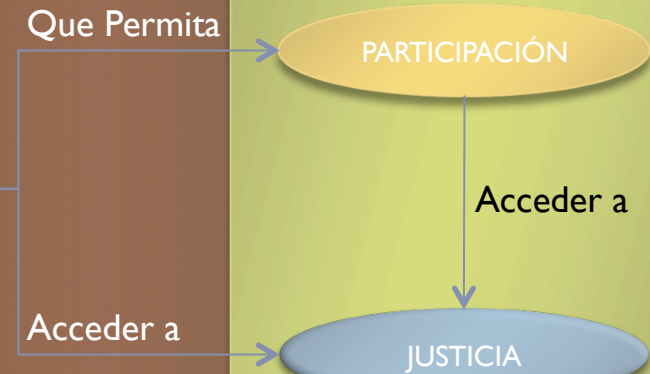 Que Permita
PARTICIPACIÓN
Acceder a
Acceder a
JUSTICIA